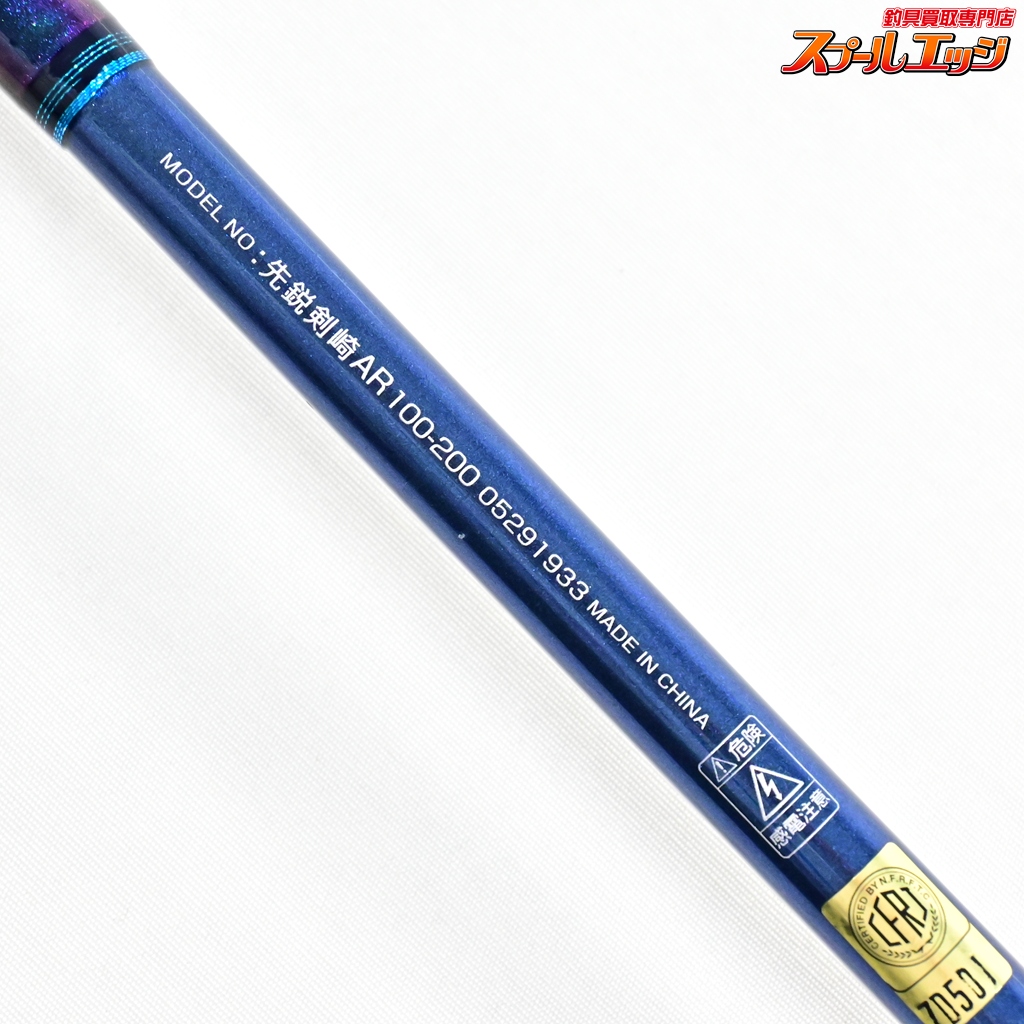 釣具買取専門店
スプールエッジ
MODEL NO：先鋭剣崎AR100-200 05291933 MADE IN CHINA
危険
感電注意
CERTIFIED BY N.F.R.F.T.C.
CFRJ
70501